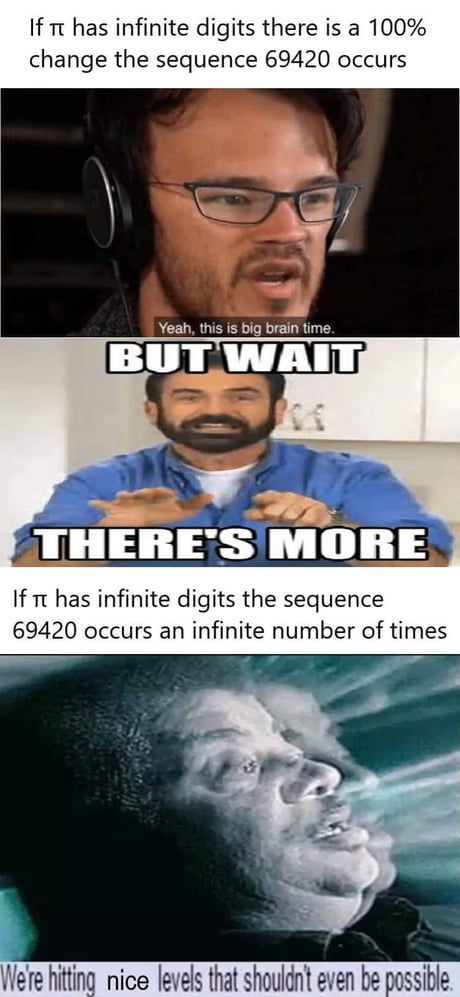 If π has infinite digits there is a 100%
change the sequence 69420 occurs
Yeah, this is big brain time.
BUT WAIT
THERE'S MORE
If π has infinite digits the sequence
69420 occurs an infinite number of times
We're hitting nice levels that shouldn't even be possible.